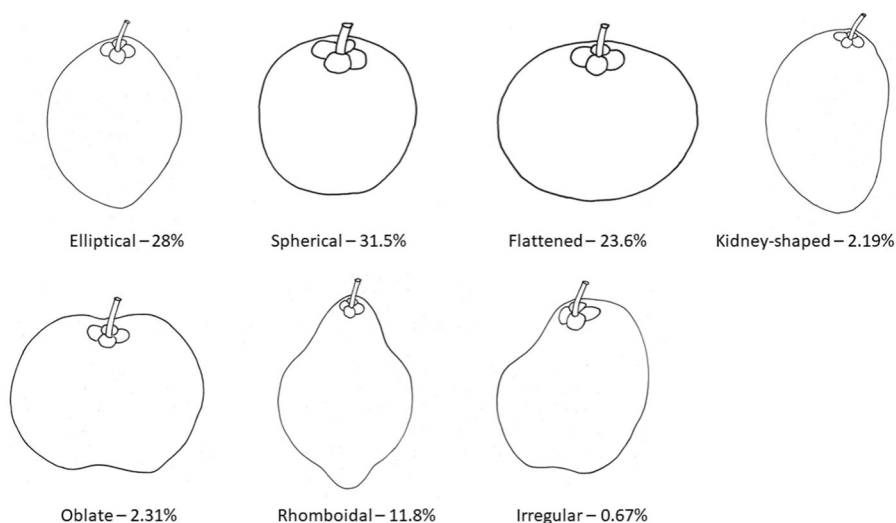 Elliptical – 28%
Spherical – 31.5%
Flattened – 23.6%
Kidney-shaped – 2.19%
Oblate – 2.31%
Rhomboidal – 11.8%
Irregular – 0.67%